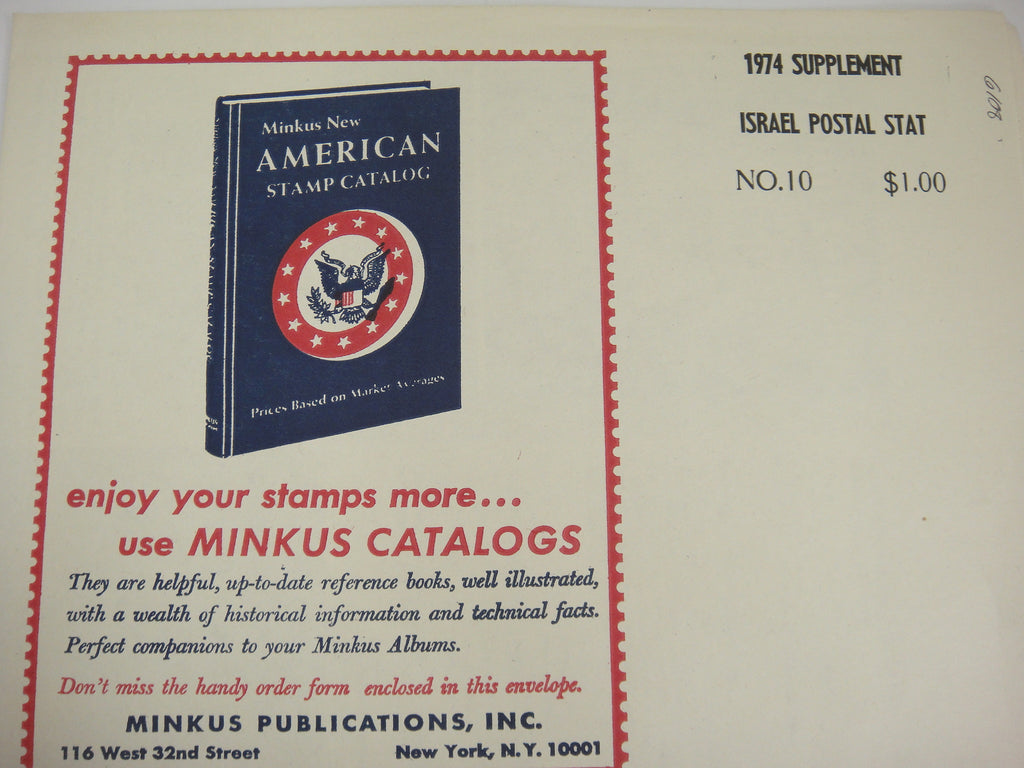 Minkus New
AMERICAN
STAMP CATALOG
Prices Based on Market Averages
enjoy your stamps more...
use MINKUS CATALOGS
They are helpful, up-to-date reference books, well illustrated,
with a wealth of historical information and technical facts.
Perfect companions to your Minkus Albums.
Don't miss the handy order form enclosed in this envelope.
MINKUS PUBLICATIONS, INC.
116 West 32nd Street New York, N.Y. 10001
1974 SUPPLEMENT
ISRAEL POSTAL STAT
NO.10 $1.00